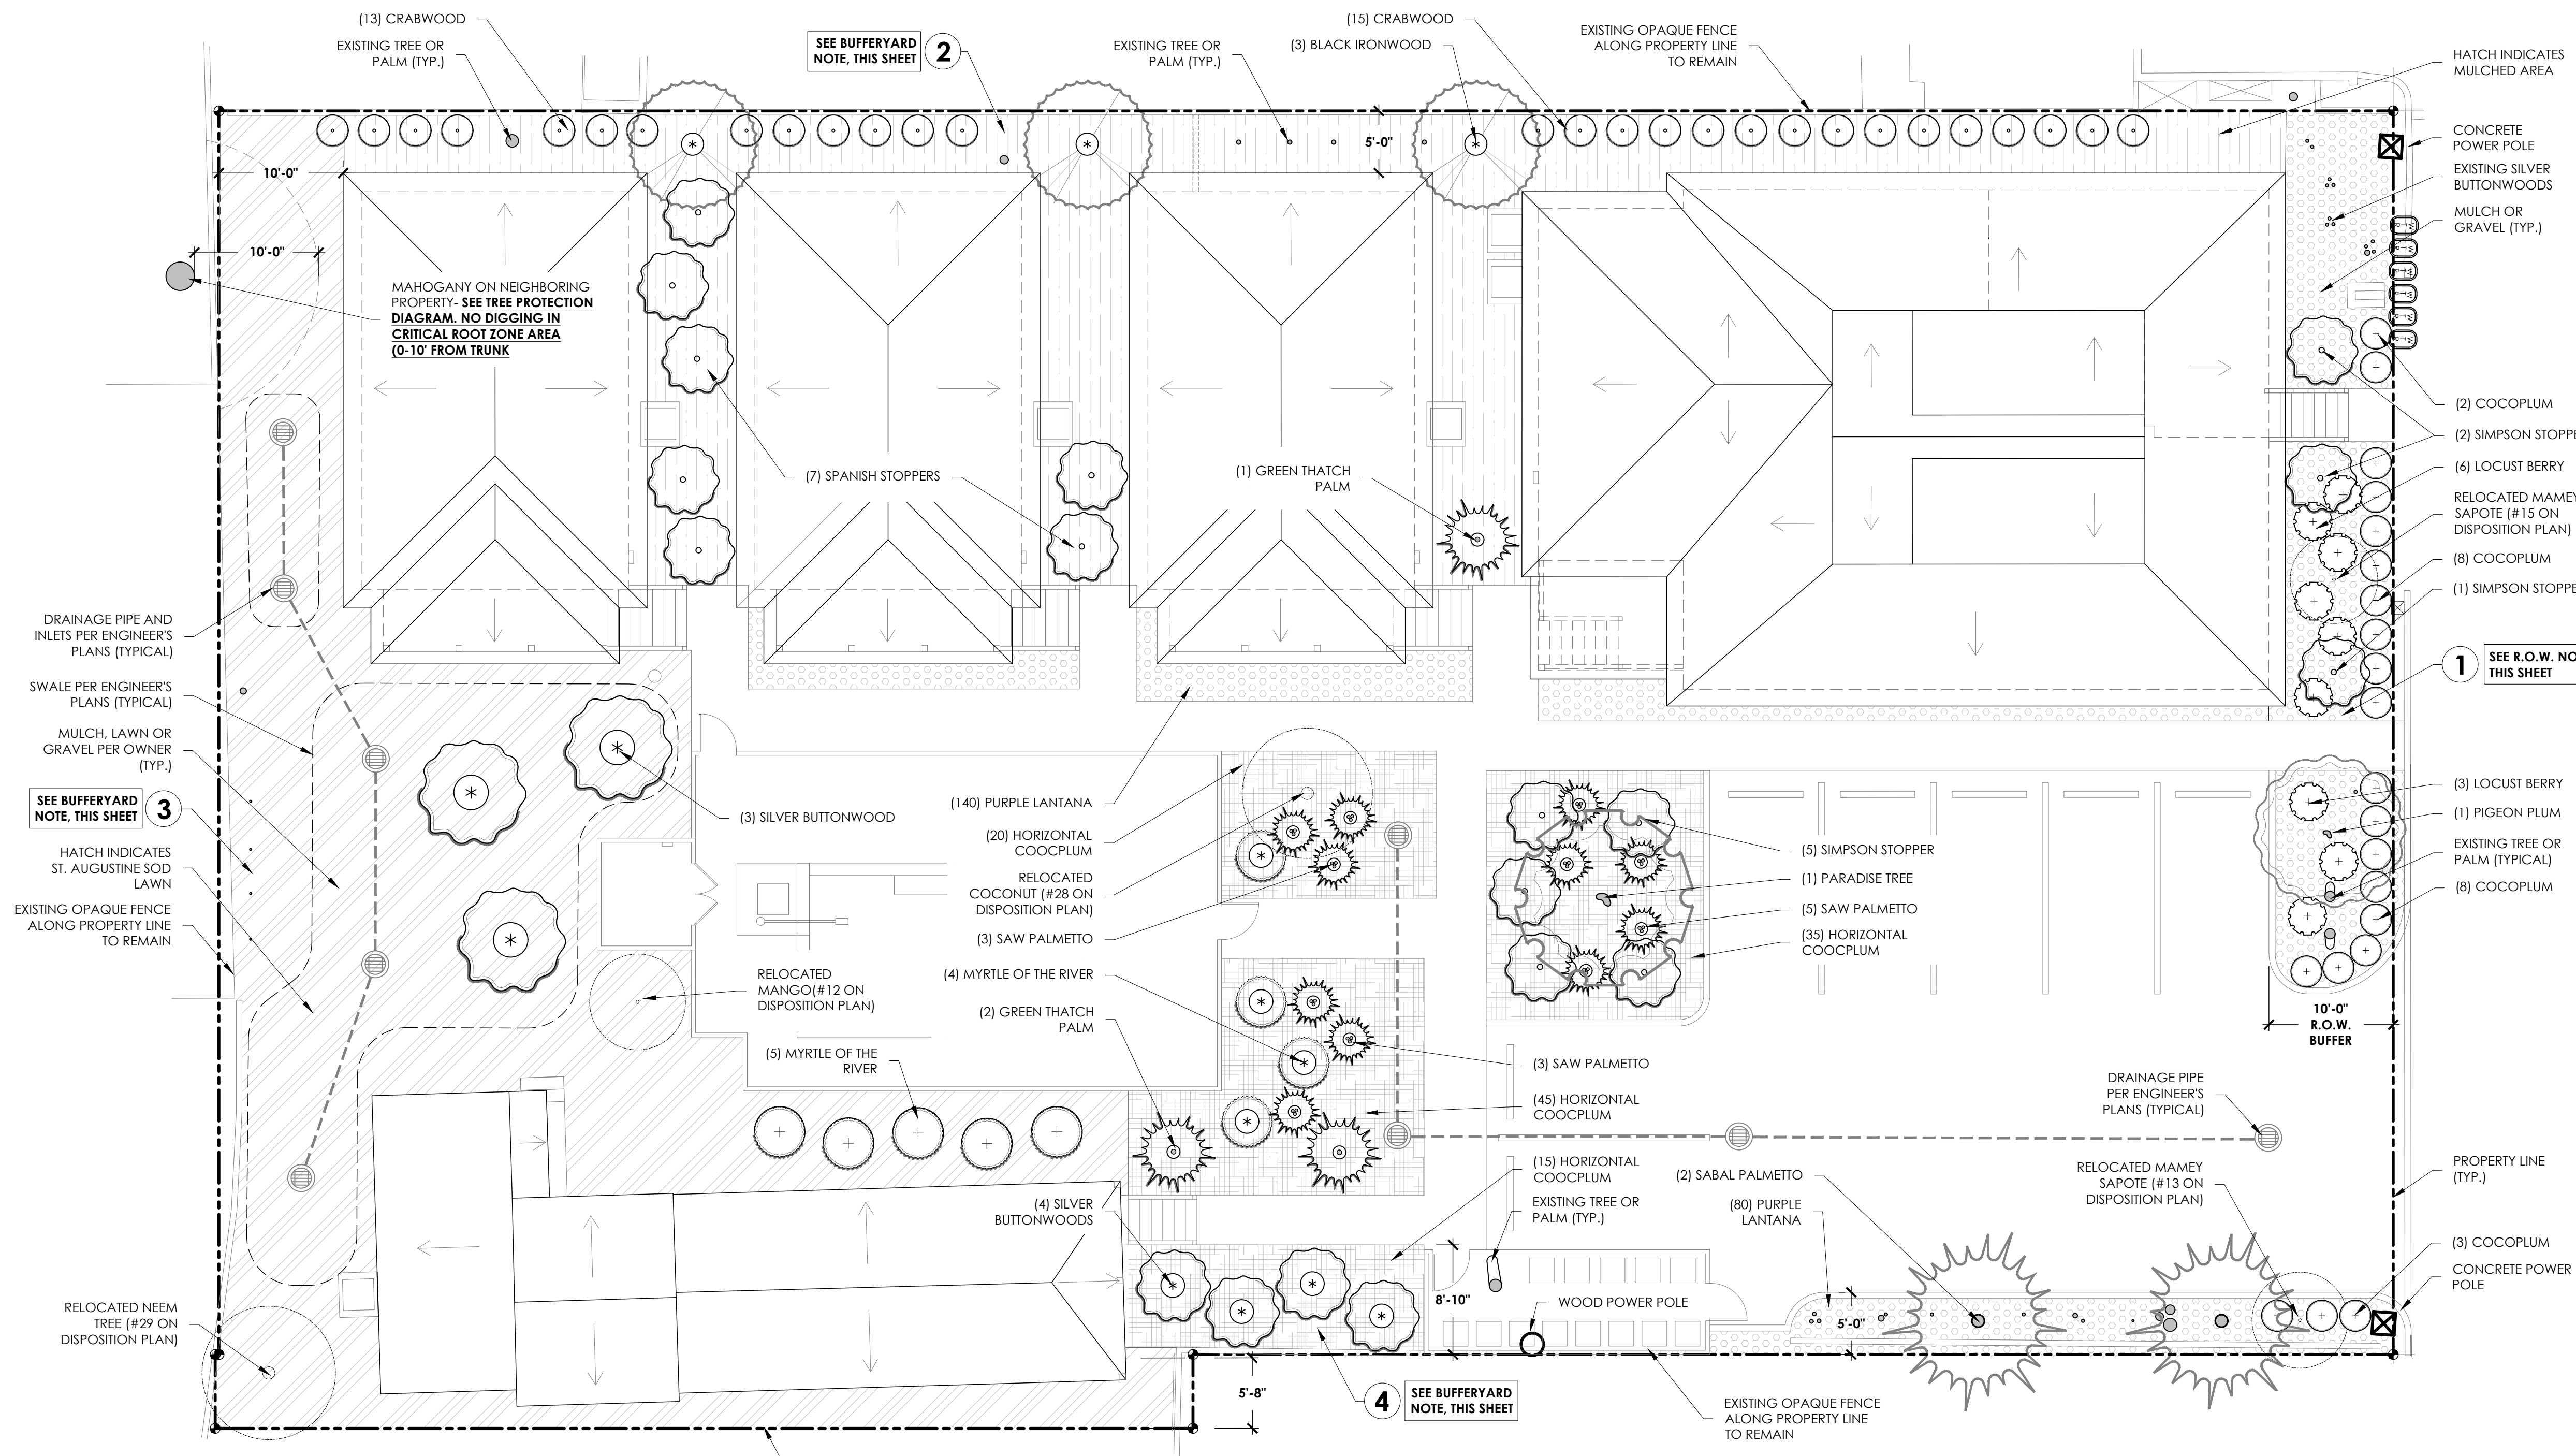 (13) CRABWOOD
EXISTING TREE OR
PALM (TYP.)
SEE BUFFERYARD
NOTE, THIS SHEET
2
EXISTING TREE OR
PALM (TYP.)
(15) CRABWOOD
(3) BLACK IRONWOOD
EXISTING OPAQUE FENCE
ALONG PROPERTY LINE
TO REMAIN
HATCH INDICATES
MULCHED AREA
CONCRETE
POWER POLE
EXISTING SILVER
BUTTONWOODS
MULCH OR
GRAVEL (TYP.)
5'-0"
10'-0"
10'-0"
MAHOGANY ON NEIGHBORING
PROPERTY- SEE TREE PROTECTION
DIAGRAM. NO DIGGING IN
CRITICAL ROOT ZONE AREA
(0-10' FROM TRUNK
(7) SPANISH STOPPERS
(1) GREEN THATCH
PALM
(2) COCOPLUM
(2) SIMPSON STOPPE
(6) LOCUST BERRY
RELOCATED MAMEY
SAPOTE (#15 ON
DISPOSITION PLAN)
(8) COCOPLUM
(1) SIMPSON STOPPE
1
SEE R.O.W. NO
THIS SHEET
DRAINAGE PIPE AND
INLETS PER ENGINEER'S
PLANS (TYPICAL)
SWALE PER ENGINEER'S
PLANS (TYPICAL)
MULCH, LAWN OR
GRAVEL PER OWNER
(TYP.)
SEE BUFFERYARD
NOTE, THIS SHEET
3
HATCH INDICATES
ST. AUGUSTINE SOD
LAWN
EXISTING OPAQUE FENCE
ALONG PROPERTY LINE
TO REMAIN
(3) SILVER BUTTONWOOD
(140) PURPLE LANTANA
(20) HORIZONTAL
COOCPLUM
RELOCATED
COCONUT (#28 ON
DISPOSITION PLAN)
(3) SAW PALMETTO
(4) MYRTLE OF THE RIVER
(2) GREEN THATCH
PALM
RELOCATED
MANGO(#12 ON
DISPOSITION PLAN)
(5) MYRTLE OF THE
RIVER
(5) SIMPSON STOPPER
(1) PARADISE TREE
(5) SAW PALMETTO
(35) HORIZONTAL
COOCPLUM
(3) LOCUST BERRY
(1) PIGEON PLUM
EXISTING TREE OR
PALM (TYPICAL)
(8) COCOPLUM
10'-0"
R.O.W.
BUFFER
(3) SAW PALMETTO
(45) HORIZONTAL
COOCPLUM
DRAINAGE PIPE
PER ENGINEER'S
PLANS (TYPICAL)
(15) HORIZONTAL
COOCPLUM
EXISTING TREE OR
PALM (TYP.)
(2) SABAL PALMETTO
(80) PURPLE
LANTANA
RELOCATED MAMEY
SAPOTE (#13 ON
DISPOSITION PLAN)
PROPERTY LINE
(TYP.)
(3) COCOPLUM
CONCRETE POWER
POLE
(4) SILVER
BUTTONWOODS
8'-10"
WOOD POWER POLE
5'-0"
RELOCATED NEEM
TREE (#29 ON
DISPOSITION PLAN)
5'-8"
4
SEE BUFFERYARD
NOTE, THIS SHEET
EXISTING OPAQUE FENCE
ALONG PROPERTY LINE
TO REMAIN